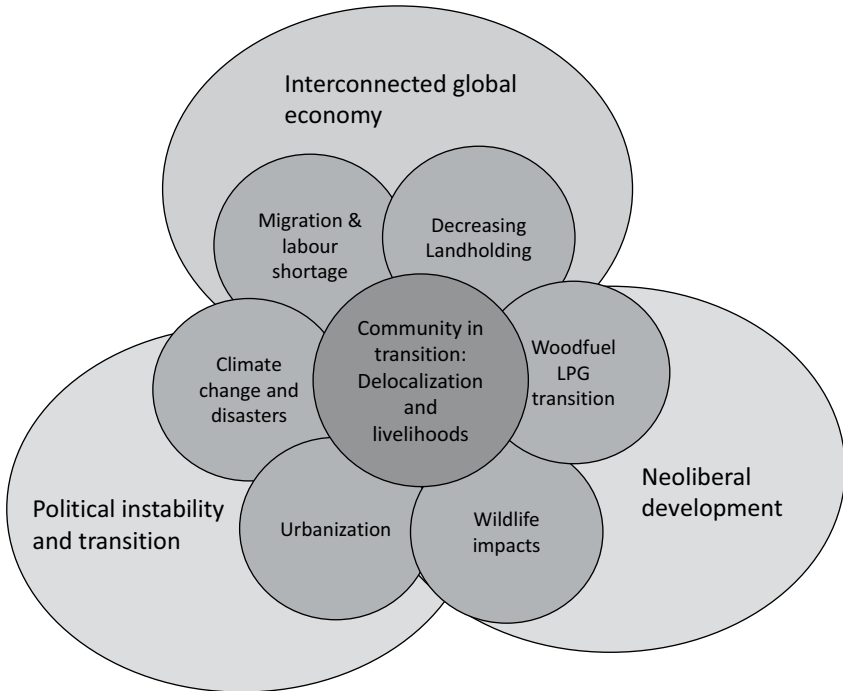 Interconnected global
economy
Migration &
labour
shortage
Decreasing
Landholding
Community in
transition:
Delocalization
and
livelihoods
Woodfuel
LPG
transition
Climate
change and
disasters
Neoliberal
development
Political instability
and transition
Urbanization
Wildlife
impacts